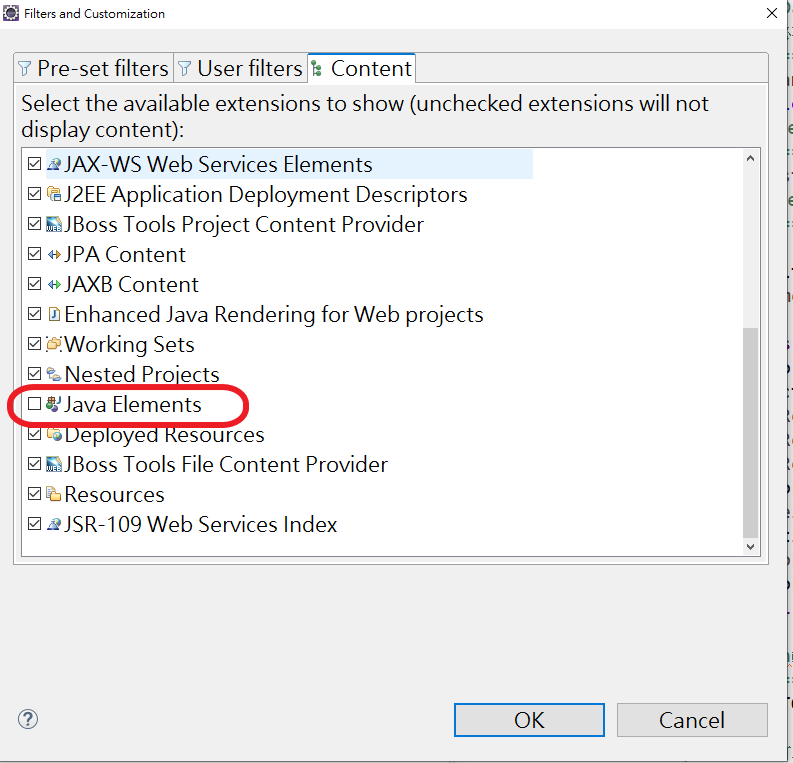 Filters and Customization
Pre-set filters
User filters
Content
Select the available extensions to show (unchecked extensions will not
display content):
JAX-WS Web Services Elements
J2EE Application Deployment Descriptors
JBoss Tools Project Content Provider
JPA Content
JAXB Content
Enhanced Java Rendering for Web projects
Working Sets
Nested Projects
Java Elements
Deployed Resources
JBoss Tools File Content Provider
Resources
JSR-109 Web Services Index
OK
Cancel